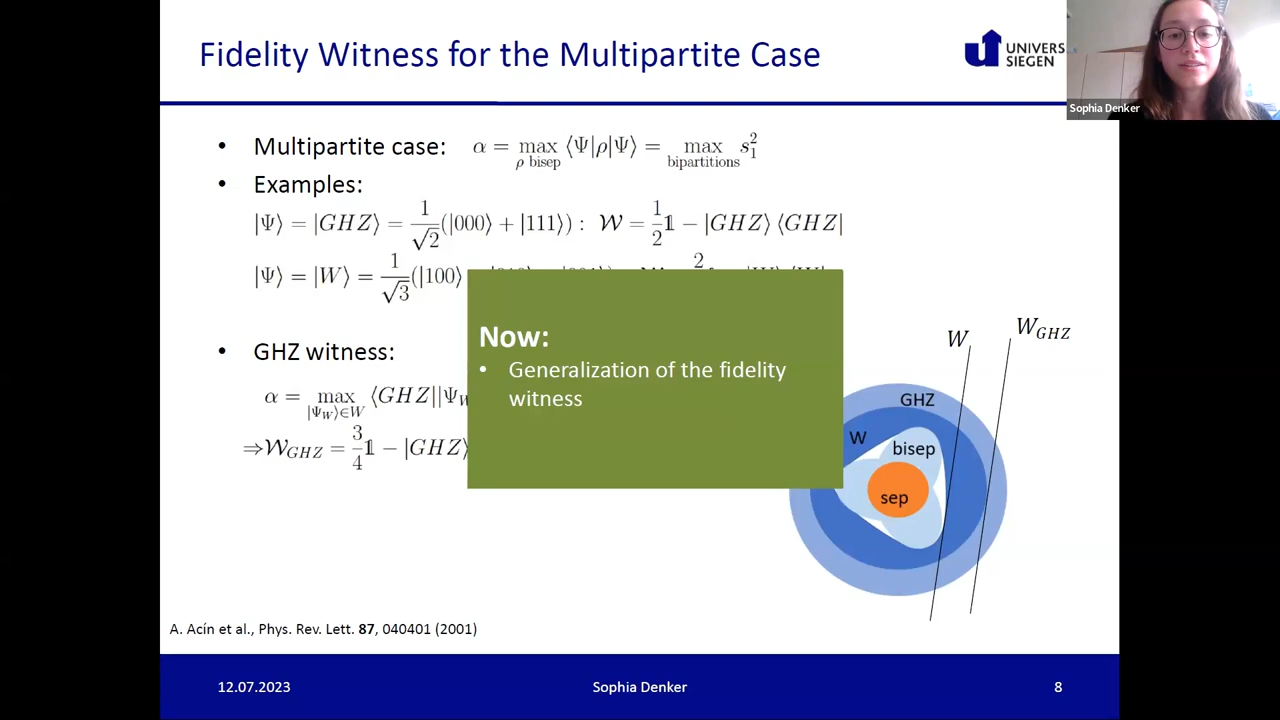 Fidelity Witness for the Multipartite Case
UNIVERS
SIEGEN
Sophia Denker
• Multipartite case: α = max ⟨Ψ|ρ|Ψ⟩ = max s₁²
ρ bisep bipartitions
• Examples:
|Ψ⟩ = |GHZ⟩ = 1/√2 (|000⟩ + |111⟩) : 𝒲 = 1/2 𝟙 − |GHZ⟩ ⟨GHZ|
|Ψ⟩ = |W⟩ = 1/√3 (|100⟩
Now:
• Generalization of the fidelity
witness
• GHZ witness:
α = max ⟨GHZ||Ψ_W
|Ψ_W⟩∈W
⇒𝒲_GHZ = 3/4 𝟙 − |GHZ⟩
W
W_GHZ
GHZ
W
bisep
sep
A. Acín et al., Phys. Rev. Lett. 87, 040401 (2001)
12.07.2023
Sophia Denker
8